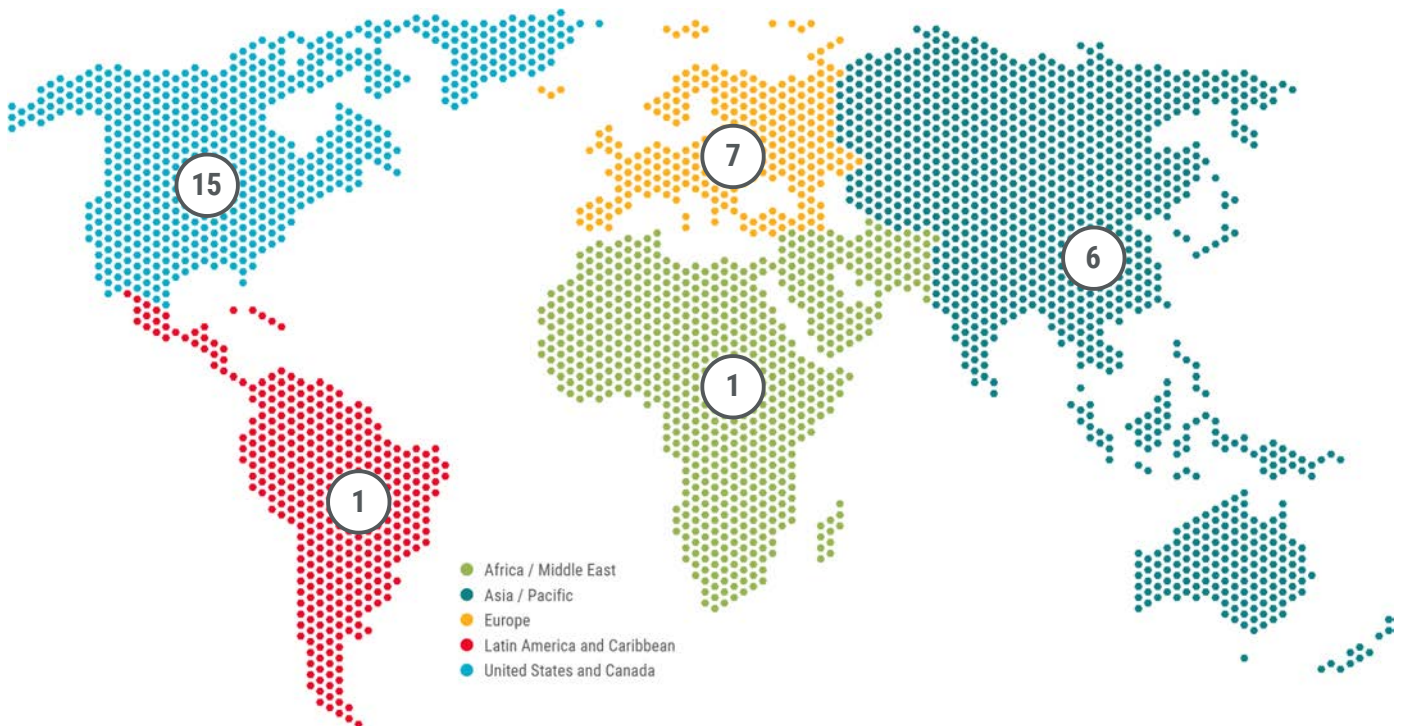 7
15
6
1
1
Africa / Middle East
Asia / Pacific
Europe
Latin America and Caribbean
United States and Canada